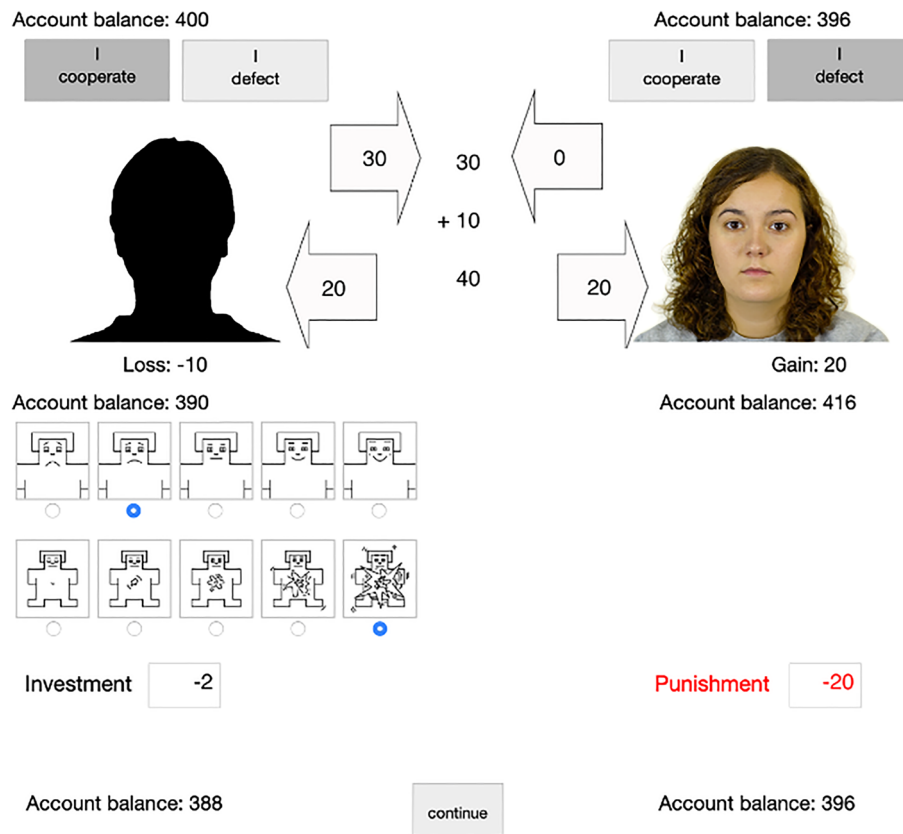 Account balance: 400
Account balance: 396
I
cooperate
I
defect
I
cooperate
I
defect
30
30
0
+ 10
20
40
20
Loss: -10
Gain: 20
Account balance: 390
Account balance: 416
Investment
-2
Punishment
-20
Account balance: 388
continue
Account balance: 396